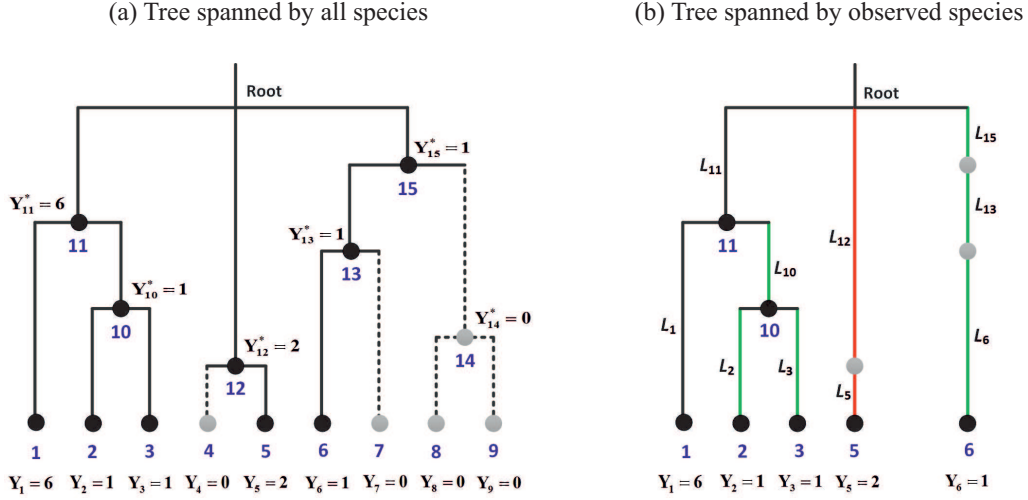 (a) Tree spanned by all species
(b) Tree spanned by observed species
Root
Y*15 = 1
15
Y*11 = 6
11
Y*13 = 1
13
Y*10 = 1
10
Y*14 = 0
14
Y*12 = 2
12
1 2 3 4 5 6 7 8 9
Y1 = 6 Y2 = 1 Y3 = 1 Y4 = 0 Y5 = 2 Y6 = 1 Y7 = 0 Y8 = 0 Y9 = 0
Root
L15
L11
L13
L12
11
L10
L1
10
L6
L2
L3
L5
1 2 3 5 6
Y1 = 6 Y2 = 1 Y3 = 1 Y5 = 2 Y6 = 1